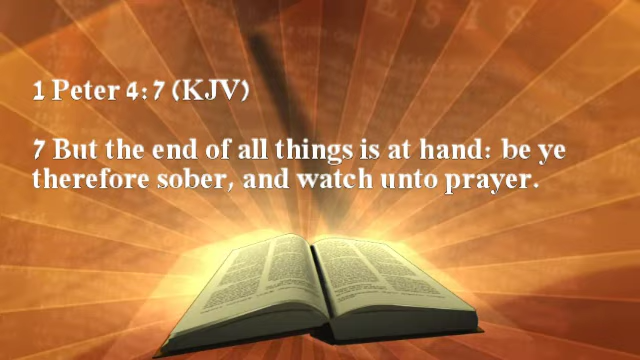 1 Peter 4:7 (KJV)
7 But the end of all things is at hand: be ye
therefore sober, and watch unto prayer.